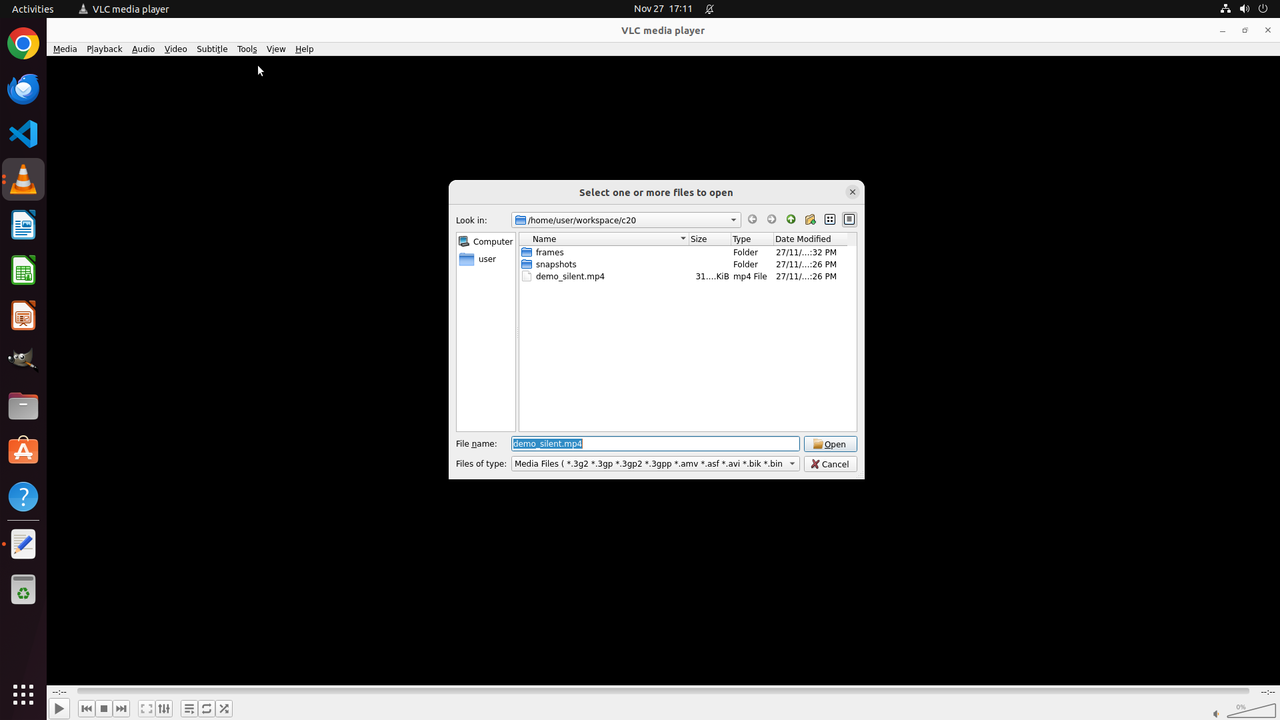 Activities
VLC media player
Nov 27 17:11
VLC media player
Media Playback Audio Video Subtitle Tools View Help
Select one or more files to open
Look in: /home/user/workspace/c20
Computer
user
Name Size Type Date Modified
frames Folder 27/11/...:32 PM
snapshots Folder 27/11/...:26 PM
demo_silent.mp4 31....KiB mp4 File 27/11/...:26 PM
File name: demo_silent.mp4 Open
Files of type: Media Files ( *.3g2 *.3gp *.3gp2 *.3gpp *.amv *.asf *.avi *.bik *.bin Cancel
--:-- --:--
0%